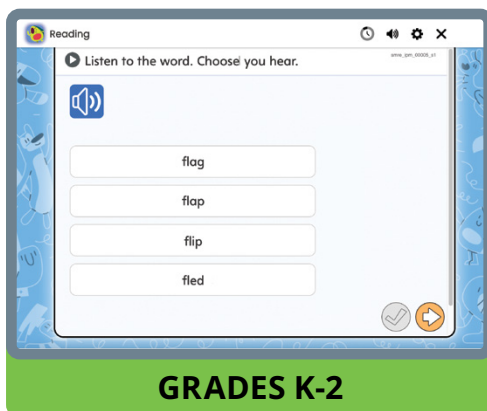 Reading
Listen to the word. Choose you hear.
flag
flap
flip
fled
GRADES K-2